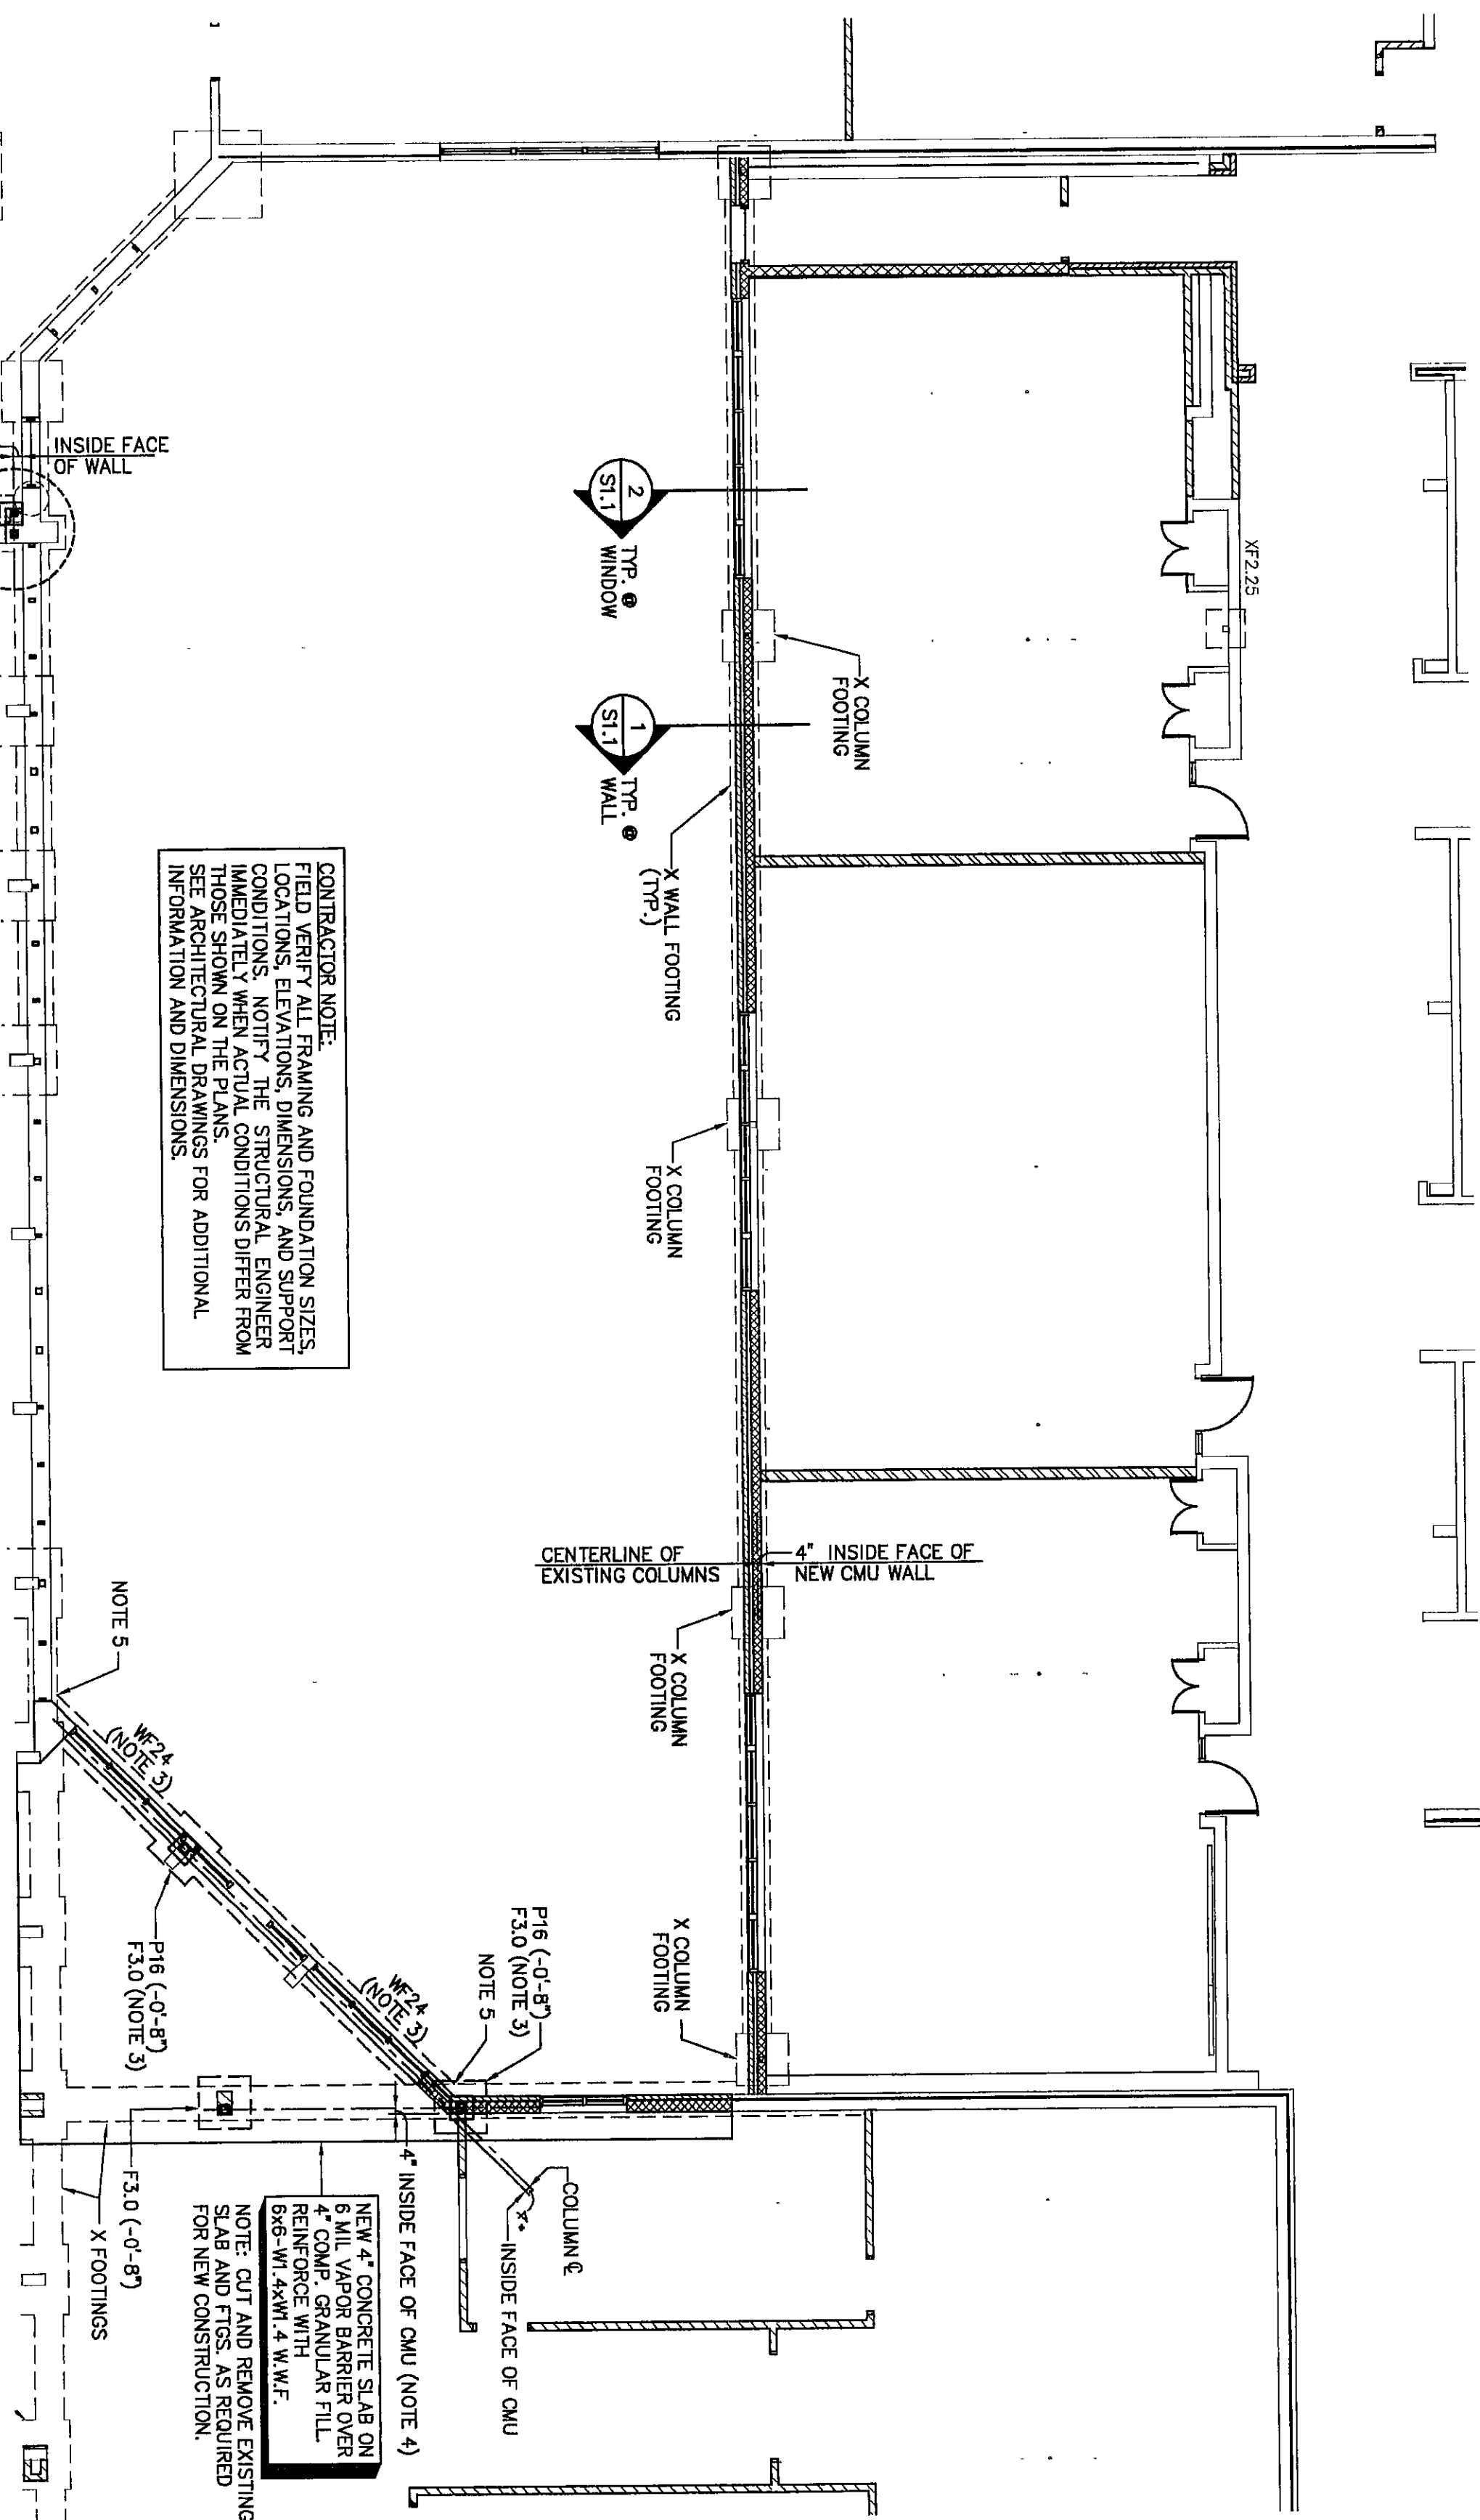 INSIDE FACE
OF WALL
2
S1.1
TYP. @
WINDOW
1
S1.1
TYP. @
WALL
XF2.25
X COLUMN
FOOTING
X WALL FOOTING
(TYP.)
X COLUMN
FOOTING
CONTRACTOR NOTE:
FIELD VERIFY ALL FRAMING AND FOUNDATION SIZES,
LOCATIONS, ELEVATIONS, DIMENSIONS, AND SUPPORT
CONDITIONS. NOTIFY THE STRUCTURAL ENGINEER
IMMEDIATELY WHEN ACTUAL CONDITIONS DIFFER FROM
THOSE SHOWN ON THE PLANS.
SEE ARCHITECTURAL DRAWINGS FOR ADDITIONAL
INFORMATION AND DIMENSIONS.
CENTERLINE OF
EXISTING COLUMNS
4" INSIDE FACE OF
NEW CMU WALL
X COLUMN
FOOTING
NOTE 5
WF24
(NOTE 3)
P16 (-0'-8")
F3.0 (NOTE 3)
WF24
(NOTE 3)
P16 (-0'-8")
F3.0 (NOTE 3)
NOTE 5
X COLUMN
FOOTING
COLUMN ℄
INSIDE FACE OF CMU
4" INSIDE FACE OF CMU (NOTE 4)
NEW 4" CONCRETE SLAB ON
6 MIL VAPOR BARRIER OVER
4" COMP. GRANULAR FILL.
REINFORCE WITH
6x6-W1.4xW1.4 W.W.F.
NOTE: CUT AND REMOVE EXISTING
SLAB AND FTGS. AS REQUIRED
FOR NEW CONSTRUCTION.
F3.0 (-0'-8")
X FOOTINGS